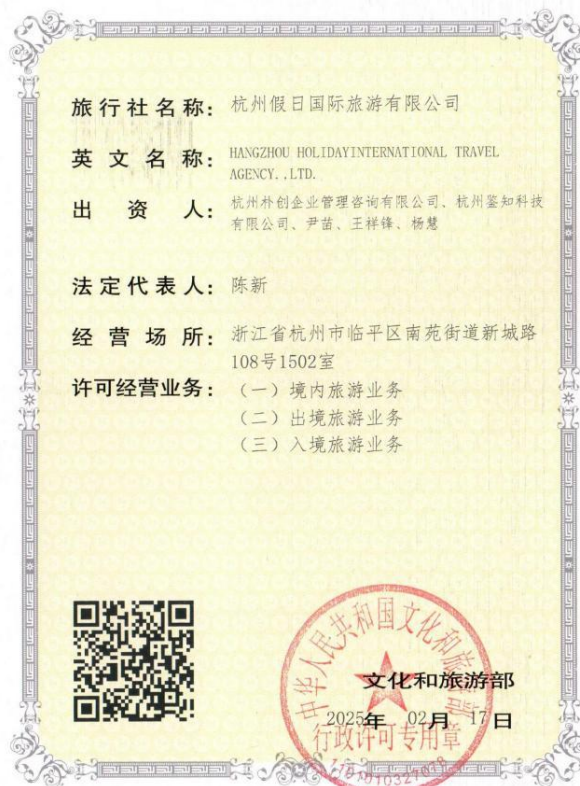 旅行社名称： 杭州假日国际旅游有限公司
英文名称： HANGZHOU HOLIDAYINTERNATIONAL TRAVEL
AGENCY.,LTD.
出资人： 杭州朴创企业管理咨询有限公司、杭州鉴知科技
有限公司、尹苗、王祥锋、杨慧
法定代表人： 陈新
经营场所： 浙江省杭州市临平区南苑街道新城路
108号1502室
许可经营业务： （一）境内旅游业务
（二）出境旅游业务
（三）入境旅游业务
中华人民共和国文化和旅游部
文化和旅游部
2025年 02月 17日
行政许可专用章